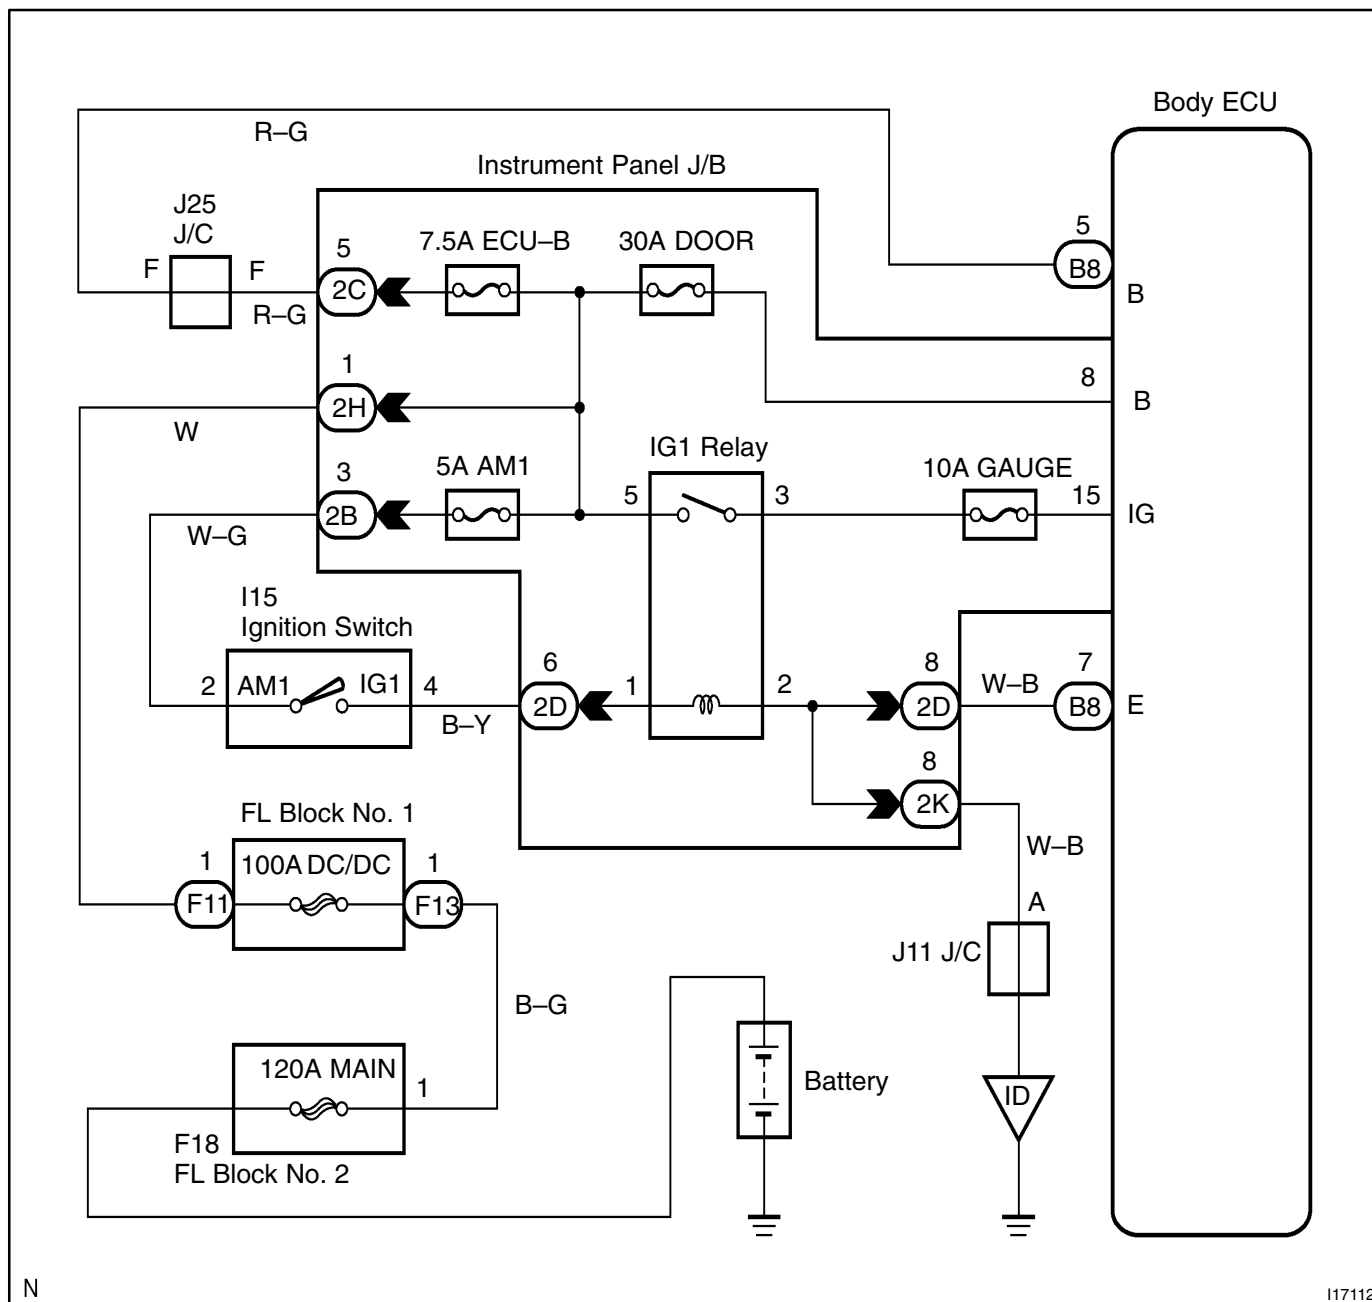 Body ECU
R–G
Instrument Panel J/B
J25
J/C
5
7.5A ECU–B
30A DOOR
5
B8
F
F
2C
R–G
B
1
8
2H
B
W
IG1 Relay
3
5A AM1
10A GAUGE
5
3
15
2B
IG
W–G
I15
Ignition Switch
6
8
7
2
AM1
IG1
4
1
2
W–B
2D
2D
B8
E
B–Y
8
2K
FL Block No. 1
W–B
1
100A DC/DC
1
F11
F13
A
J11 J/C
B–G
120A MAIN
1
Battery
ID
F18
FL Block No. 2
N
I17112